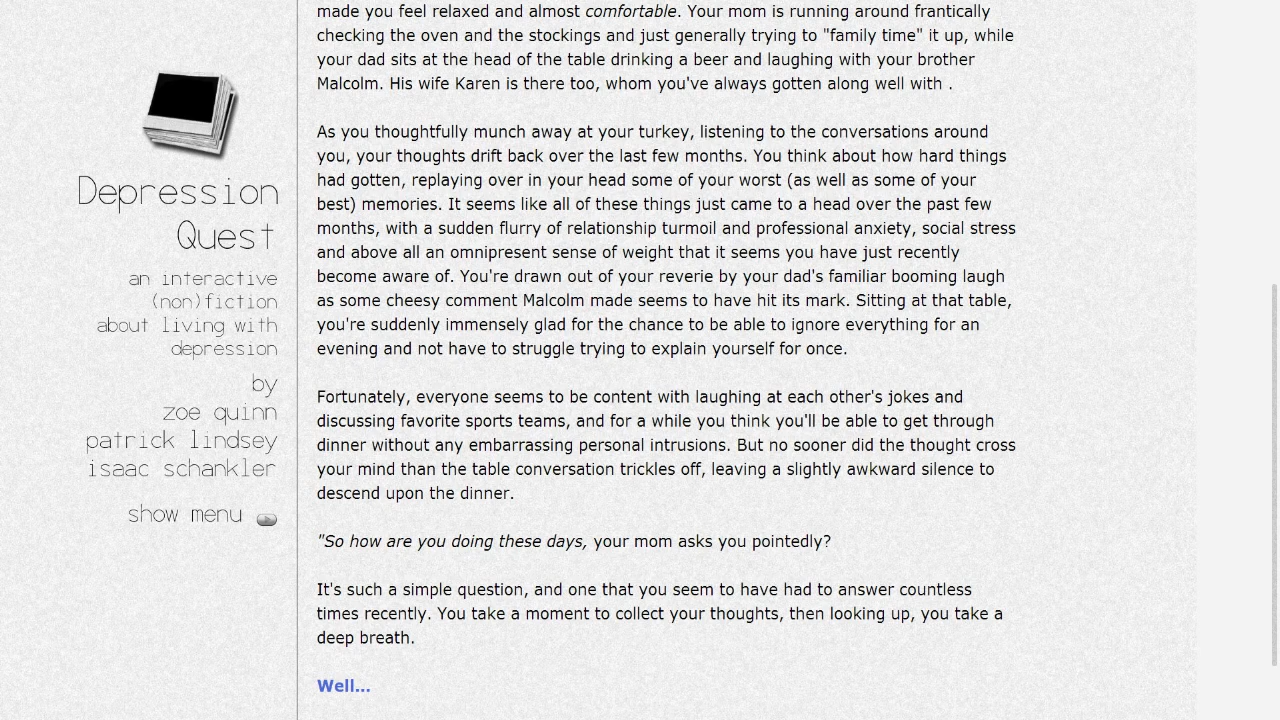 Depression
Quest
an interactive
(non)fiction
about living with
depression
by
zoe quinn
patrick lindsey
isaac schankler
show menu
made you feel relaxed and almost comfortable. Your mom is running around frantically
checking the oven and the stockings and just generally trying to "family time" it up, while
your dad sits at the head of the table drinking a beer and laughing with your brother
Malcolm. His wife Karen is there too, whom you've always gotten along well with .
As you thoughtfully munch away at your turkey, listening to the conversations around
you, your thoughts drift back over the last few months. You think about how hard things
had gotten, replaying over in your head some of your worst (as well as some of your
best) memories. It seems like all of these things just came to a head over the past few
months, with a sudden flurry of relationship turmoil and professional anxiety, social stress
and above all an omnipresent sense of weight that it seems you have just recently
become aware of. You're drawn out of your reverie by your dad's familiar booming laugh
as some cheesy comment Malcolm made seems to have hit its mark. Sitting at that table,
you're suddenly immensely glad for the chance to be able to ignore everything for an
evening and not have to struggle trying to explain yourself for once.
Fortunately, everyone seems to be content with laughing at each other's jokes and
discussing favorite sports teams, and for a while you think you'll be able to get through
dinner without any embarrassing personal intrusions. But no sooner did the thought cross
your mind than the table conversation trickles off, leaving a slightly awkward silence to
descend upon the dinner.
"So how are you doing these days, your mom asks you pointedly?
It's such a simple question, and one that you seem to have had to answer countless
times recently. You take a moment to collect your thoughts, then looking up, you take a
deep breath.
Well...